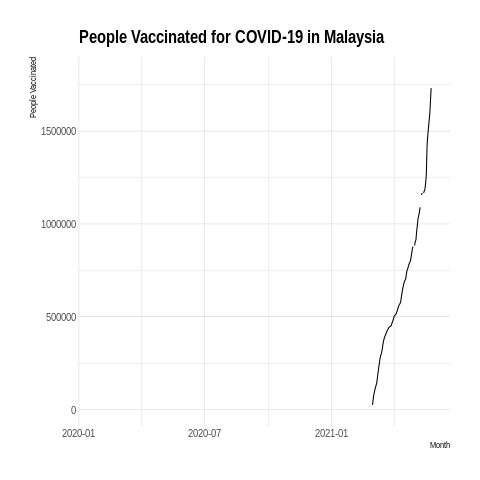 People Vaccinated for COVID-19 in Malaysia
People Vaccinated
1500000
1000000
500000
0
2020-01 2020-07 2021-01
Month